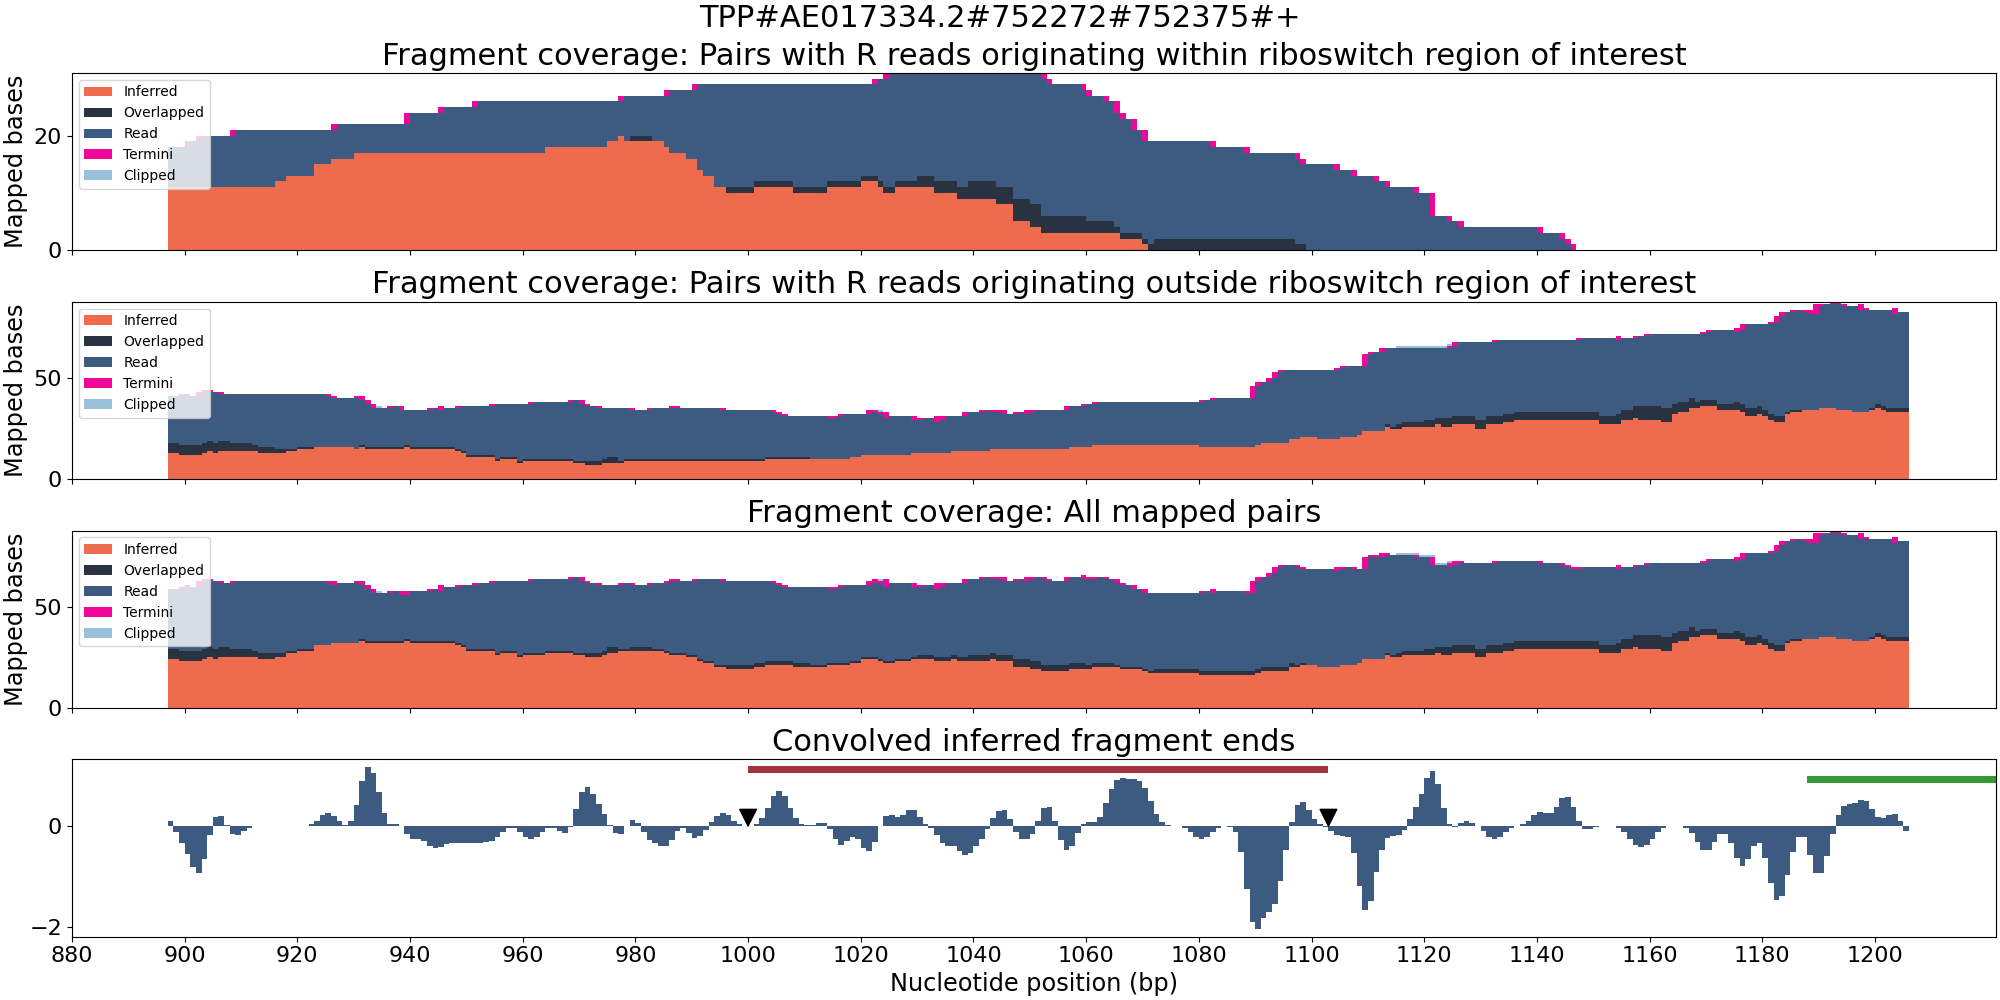 TPP#AE017334.2#752272#752375#+
Fragment coverage: Pairs with R reads originating within riboswitch region of interest
Mapped bases
20
0
Inferred
Overlapped
Read
Termini
Clipped
Fragment coverage: Pairs with R reads originating outside riboswitch region of interest
Mapped bases
50
0
Inferred
Overlapped
Read
Termini
Clipped
Fragment coverage: All mapped pairs
Mapped bases
50
0
Inferred
Overlapped
Read
Termini
Clipped
Convolved inferred fragment ends
0
−2
880 900 920 940 960 980 1000 1020 1040 1060 1080 1100 1120 1140 1160 1180 1200
Nucleotide position (bp)